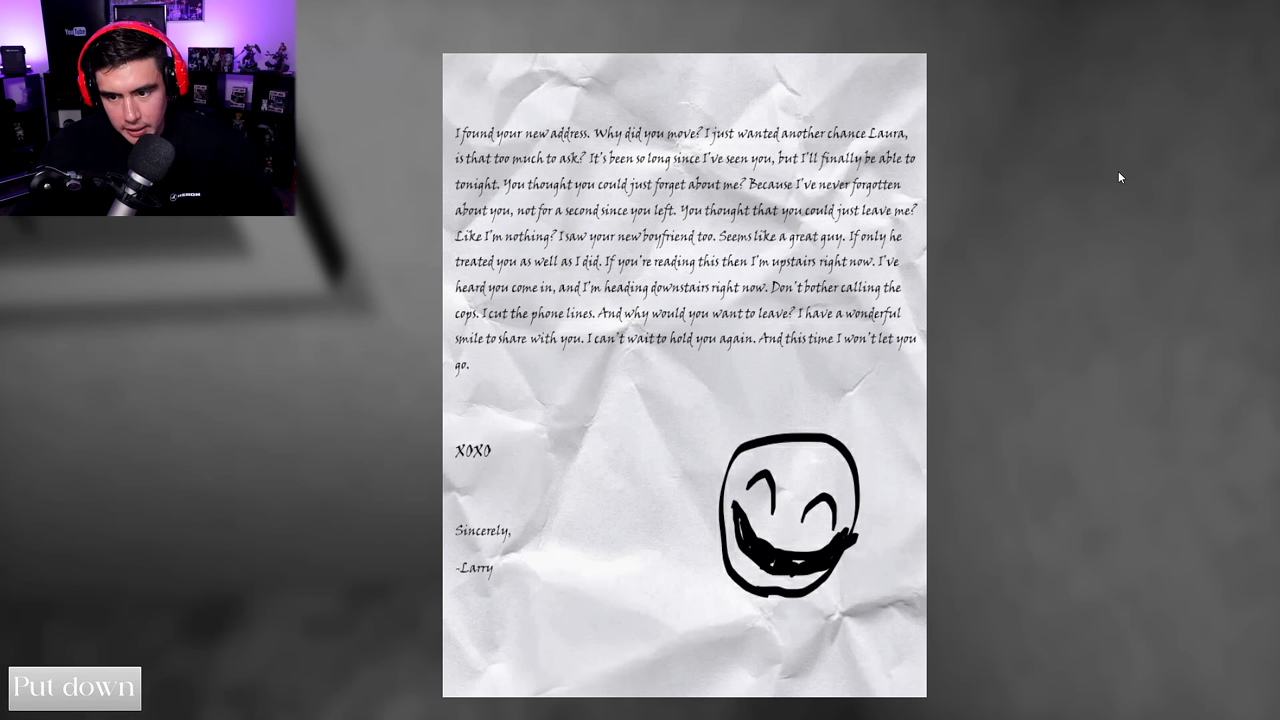 YouTube
HERON
I found your new address. Why did you move? I just wanted another chance Laura,
is that too much to ask? It's been so long since I've seen you, but I'll finally be able to
tonight. You thought you could just forget about me? Because I've never forgotten
about you, not for a second since you left. You thought that you could just leave me?
Like I'm nothing? I saw your new boyfriend too. Seems like a great guy. If only he
treated you as well as I did. If you're reading this then I'm upstairs right now. I've
heard you come in, and I'm heading downstairs right now. Don't bother calling the
cops. I cut the phone lines. And why would you want to leave? I have a wonderful
smile to share with you. I can't wait to hold you again. And this time I won't let you
go.
XOXO
Sincerely,
-Larry
Put down